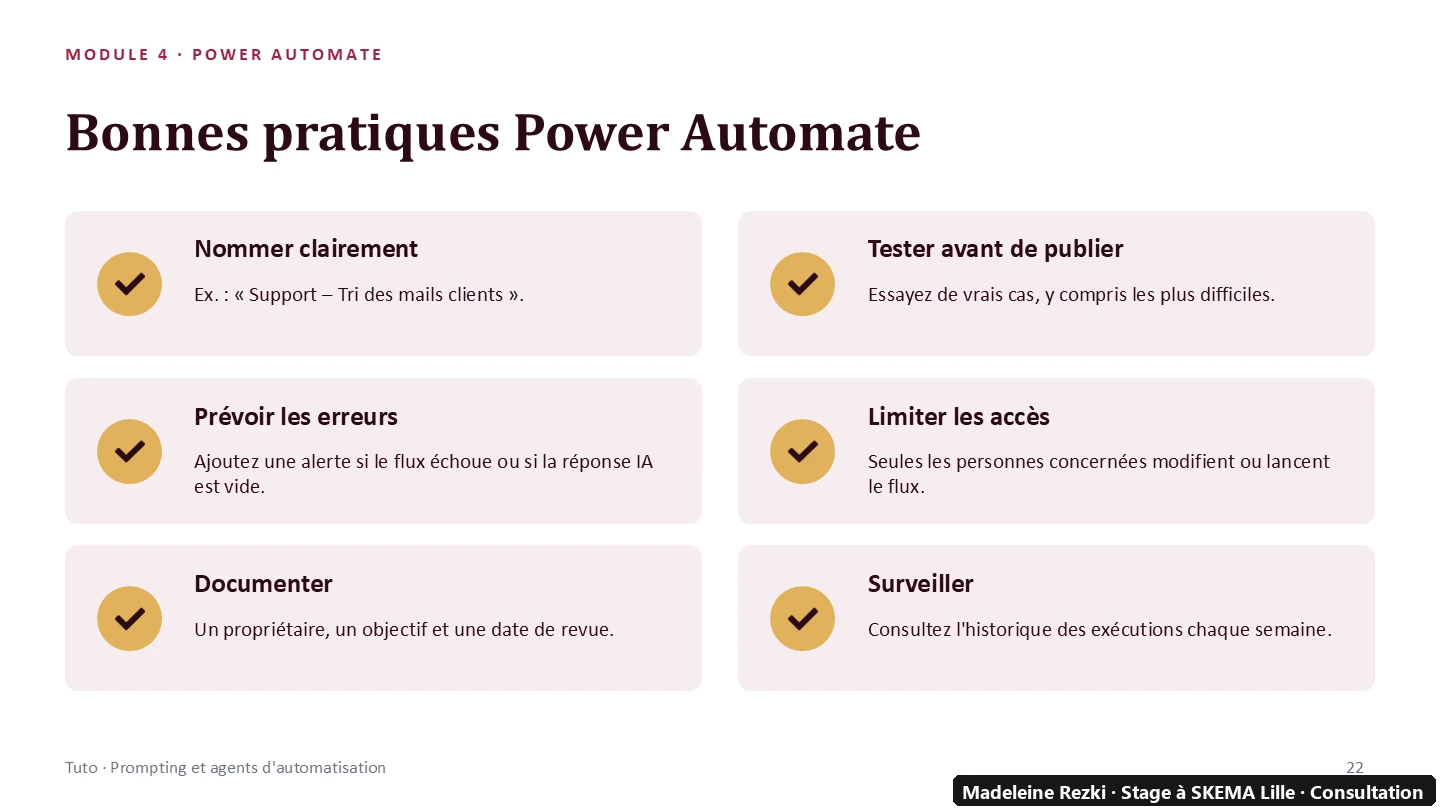 MODULE 4 · POWER AUTOMATE
Bonnes pratiques Power Automate
Nommer clairement
Ex. : « Support – Tri des mails clients ».
Tester avant de publier
Essayez de vrais cas, y compris les plus difficiles.
Prévoir les erreurs
Ajoutez une alerte si le flux échoue ou si la réponse IA
est vide.
Limiter les accès
Seules les personnes concernées modifient ou lancent
le flux.
Documenter
Un propriétaire, un objectif et une date de revue.
Surveiller
Consultez l'historique des exécutions chaque semaine.
Tuto · Prompting et agents d'automatisation
22
Madeleine Rezki · Stage à SKEMA Lille · Consultation